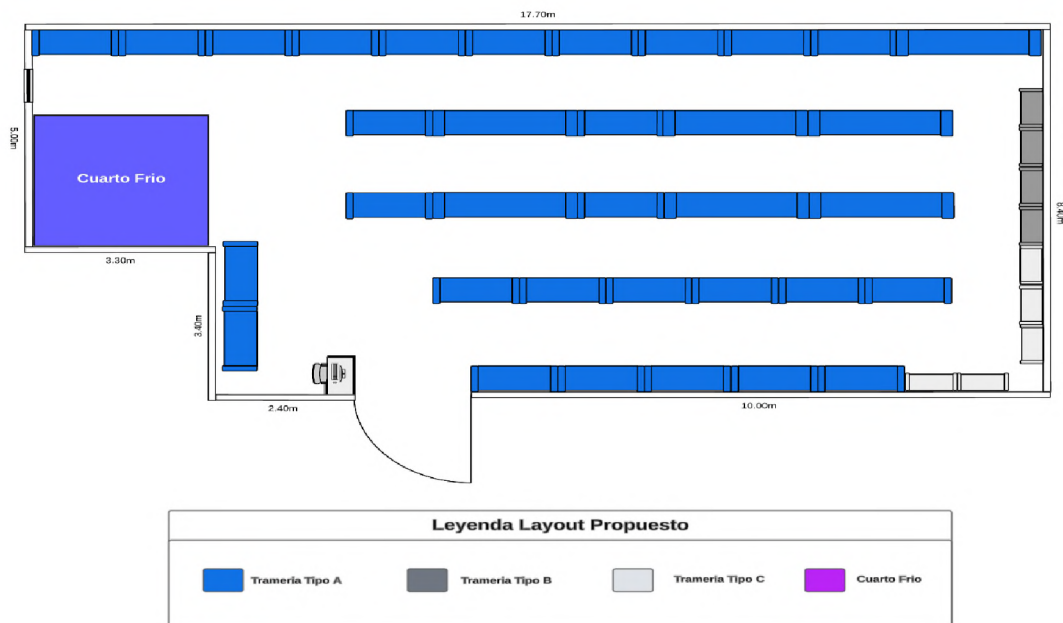 17.70m
5.00m
Cuarto Frio
8.40m
3.30m
3.40m
2.40m
10.00m
Leyenda Layout Propuesto
Trameria Tipo A
Trameria Tipo B
Trameria Tipo C
Cuarto Frio